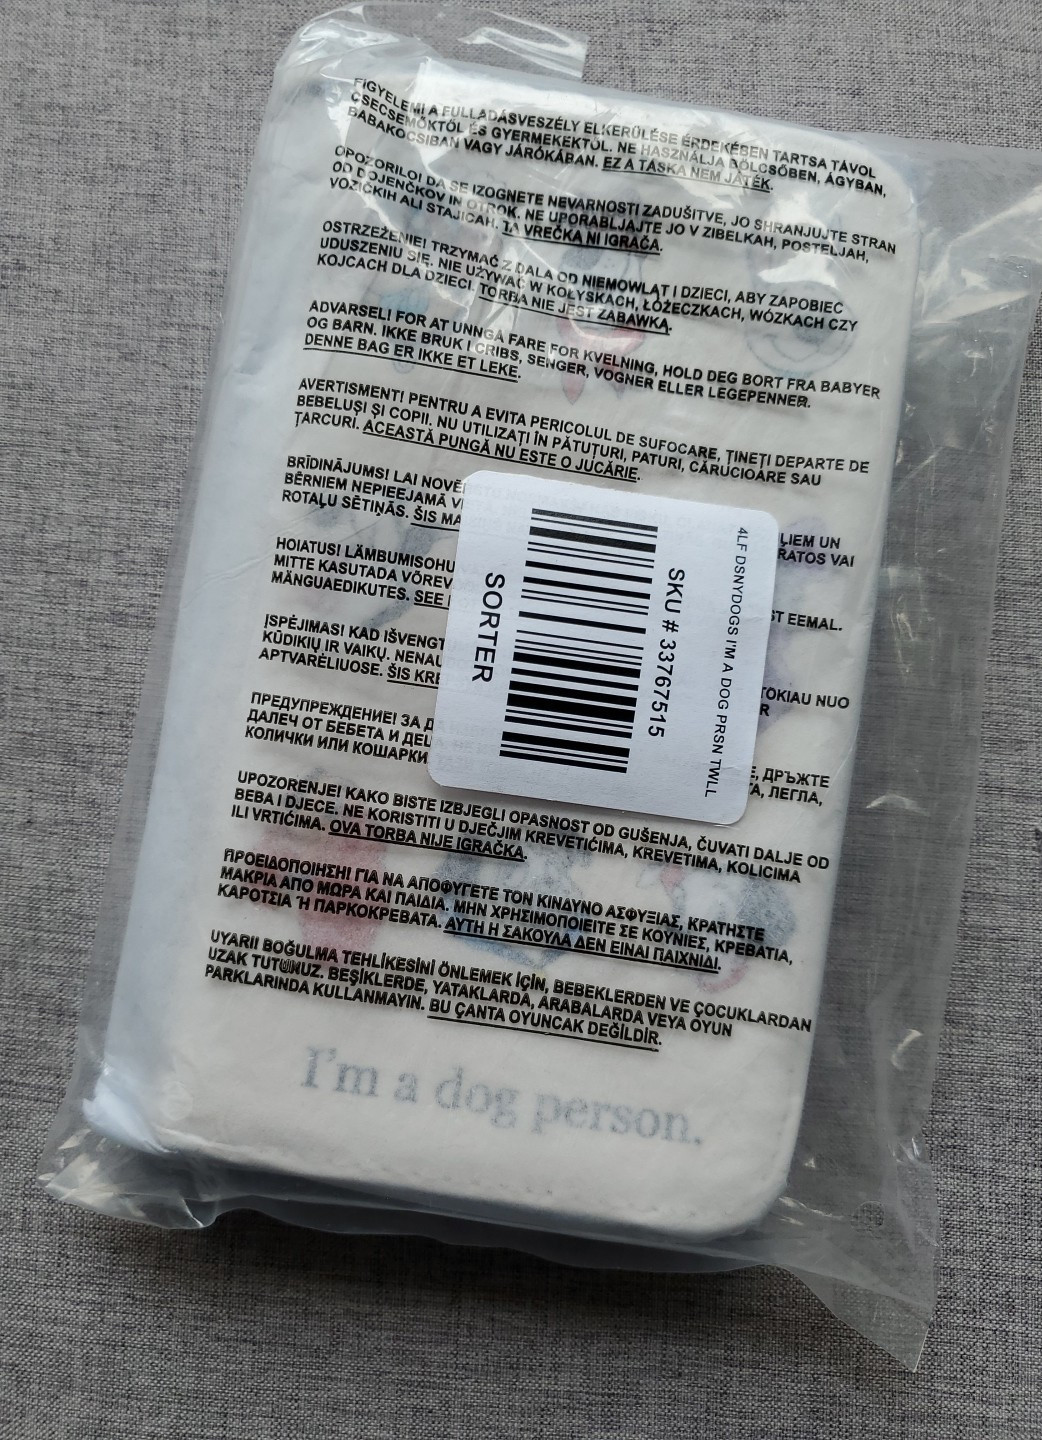 FIGYELEM! A FULLADÁSVESZÉLY ELKERÜLÉSE ÉRDEKÉBEN TARTSA TÁVOL
CSECSEMŐKTŐL ÉS GYERMEKEKTŐL. NE HASZNÁLJA BÖLCSŐBEN, ÁGYBAN,
BABAKOCSIBAN VAGY JÁRÓKÁBAN. EZ A TÁSKA NEM JÁTÉK.
OPOZORILO! DA SE IZOGNETE NEVARNOSTI ZADUŠITVE, JO SHRANJUJTE STRAN
OD DOJENČKOV IN OTROK. NE UPORABLJAJTE JO V ZIBELKAH, POSTELJAH,
VOZIČKIH ALI STAJICAH. TA VREČKA NI IGRAČA.
OSTRZEŻENIE! TRZYMAĆ Z DALA OD NIEMOWLĄT I DZIECI, ABY ZAPOBIEC
UDUSZENIU SIĘ. NIE UŻYWAĆ W KOŁYSKACH, ŁÓŻECZKACH, WÓZKACH CZY
KOJCACH DLA DZIECI. TORBA NIE JEST ZABAWKĄ.
ADVARSEL! FOR AT UNNGÅ FARE FOR KVELNING, HOLD DEG BORT FRA BABYER
OG BARN. IKKE BRUK I CRIBS, SENGER, VOGNER ELLER LEGEPENNER.
DENNE BAG ER IKKE ET LEKE.
AVERTISMENT! PENTRU A EVITA PERICOLUL DE SUFOCARE, ȚINEȚI DEPARTE DE
BEBELUȘI ȘI COPII. NU UTILIZAȚI ÎN PĂTUȚURI, PATURI, CĂRUCIOARE SAU
ȚARCURI. ACEASTĂ PUNGĂ NU ESTE O JUCĂRIE.
BRĪDINĀJUMS! LAI NOVĒ ĻIEM UN
BĒRNIEM NEPIEEJAMĀ V RATOS VAI
ROTAĻU SĒTIŅĀS. ŠIS MA
HOIATUS! LÄMBUMISOHU ST EEMAL.
MITTE KASUTADA VÕREV
MÄNGUAEDIKUTES. SEE
ĮSPĖJIMAS! KAD IŠVENGT TOKIAU NUO
KŪDIKIŲ IR VAIKŲ. NENAU R
APTVARĖLIUOSE. ŠIS KRE
ПРЕДУПРЕЖДЕНИЕ! ЗА Д Е, ДРЪЖТЕ
ДАЛЕЧ ОТ БЕБЕТА И ДЕЦА ТА, ЛЕГЛА,
КОЛИЧКИ ИЛИ КОШАРКИ
UPOZORENJE! KAKO BISTE IZBJEGLI OPASNOST OD GUŠENJA, ČUVATI DALJE OD
BEBA I DJECE. NE KORISTITI U DJEČJIM KREVETIĆIMA, KREVETIMA, KOLICIMA
ILI VRTIĆIMA. OVA TORBA NIJE IGRAČKA.
ΠΡΟΕΙΔΟΠΟΙΗΣΗ! ΓΙΑ ΝΑ ΑΠΟΦΥΓΕΤΕ ΤΟΝ ΚΙΝΔΥΝΟ ΑΣΦΥΞΙΑΣ, ΚΡΑΤΗΣΤΕ
ΜΑΚΡΙΑ ΑΠΟ ΜΩΡΑ ΚΑΙ ΠΑΙΔΙΑ. ΜΗΝ ΧΡΗΣΙΜΟΠΟΙΕΙΤΕ ΣΕ ΚΟΥΝΙΕΣ, ΚΡΕΒΑΤΙΑ,
ΚΑΡΟΤΣΙΑ Ή ΠΑΡΚΟΚΡΕΒΑΤΑ. ΑΥΤΗ Η ΣΑΚΟΥΛΑ ΔΕΝ ΕΙΝΑΙ ΠΑΙΧΝΙΔΙ.
UYARI! BOĞULMA TEHLİKESİNİ ÖNLEMEK İÇİN, BEBEKLERDEN VE ÇOCUKLARDAN
UZAK TUTUNUZ. BEŞİKLERDE, YATAKLARDA, ARABALARDA VEYA OYUN
PARKLARINDA KULLANMAYIN. BU ÇANTA OYUNCAK DEĞİLDİR.
4LF DSNYDOGS I'M A DOG PRSN TWLL
SKU # 33767515
SORTER
I'm a dog person.